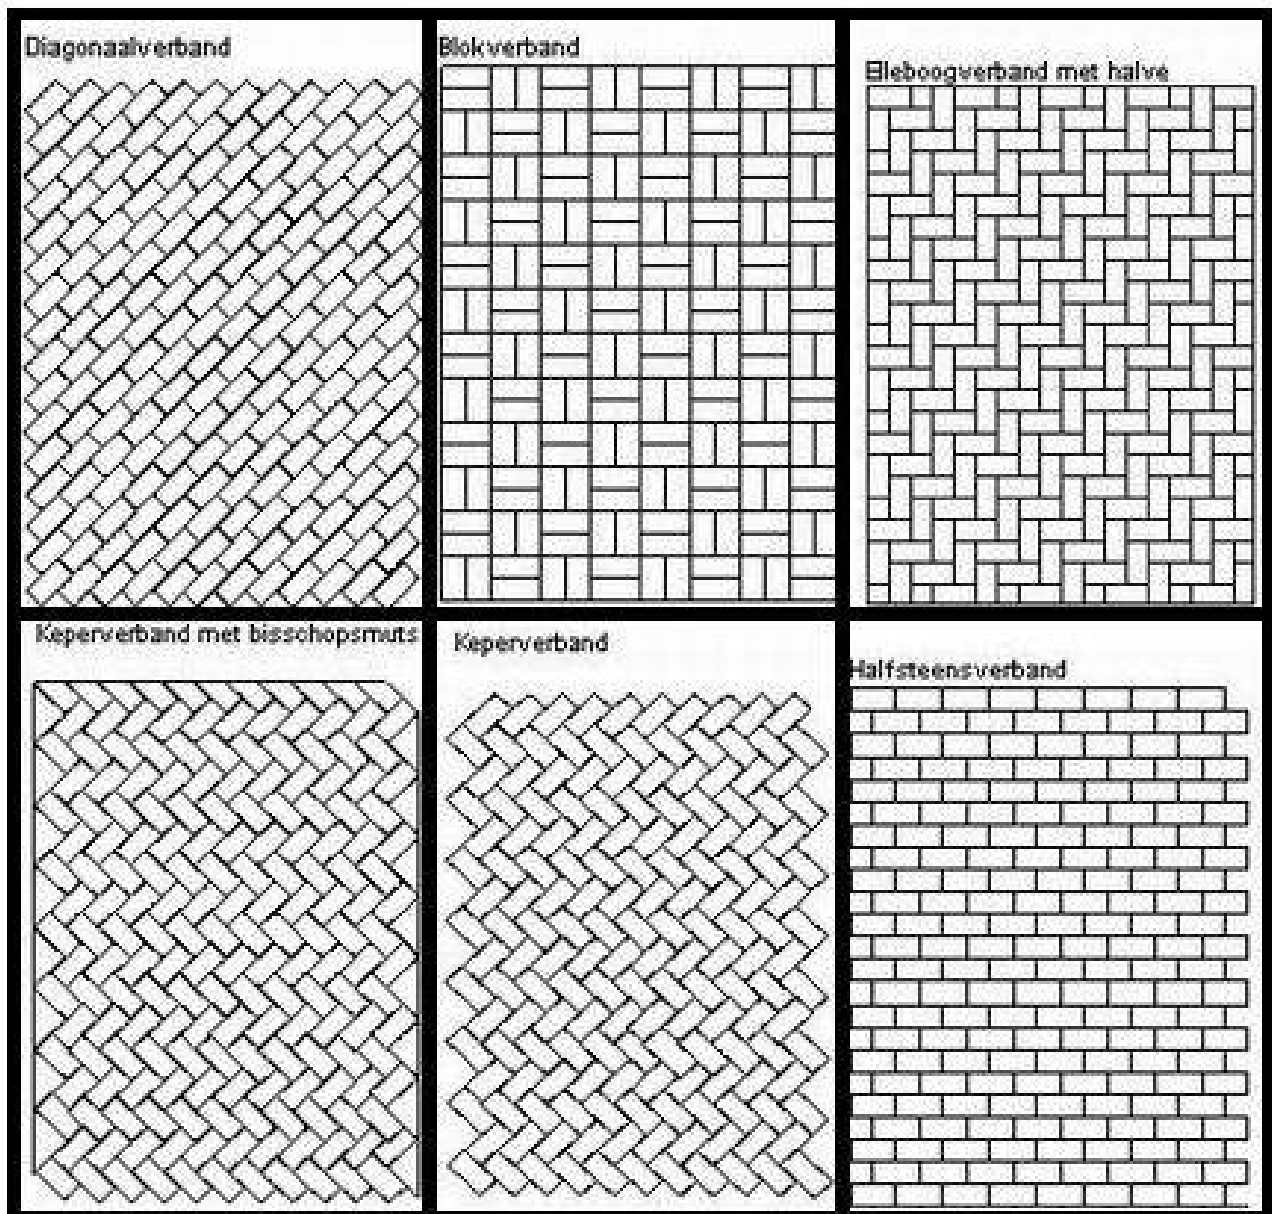 Diagonaalverband
Blokverband
Elleboogverband met halve
Keperverband met bisschopsmuts
Keperverband
Halfsteensverband